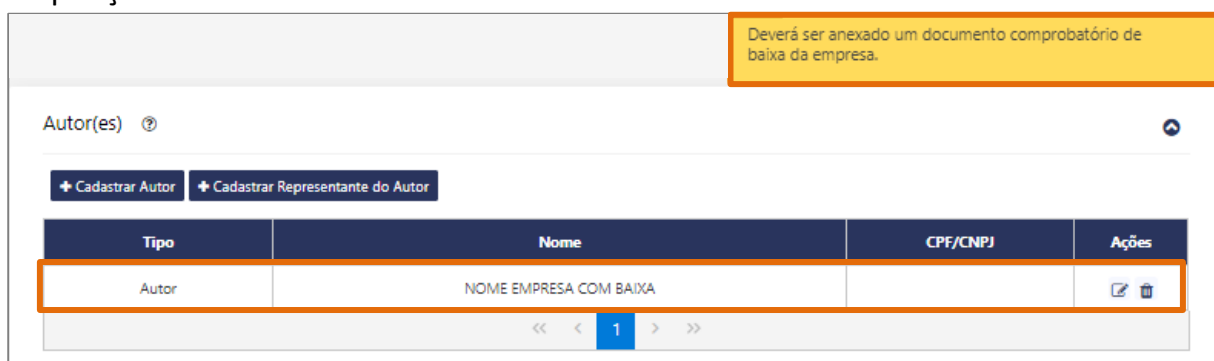 Deverá ser anexado um documento comprobatório de
baixa da empresa.
Autor(es)
+ Cadastrar Autor + Cadastrar Representante do Autor
Tipo Nome CPF/CNPJ Ações
Autor NOME EMPRESA COM BAIXA
<< < 1 > >>